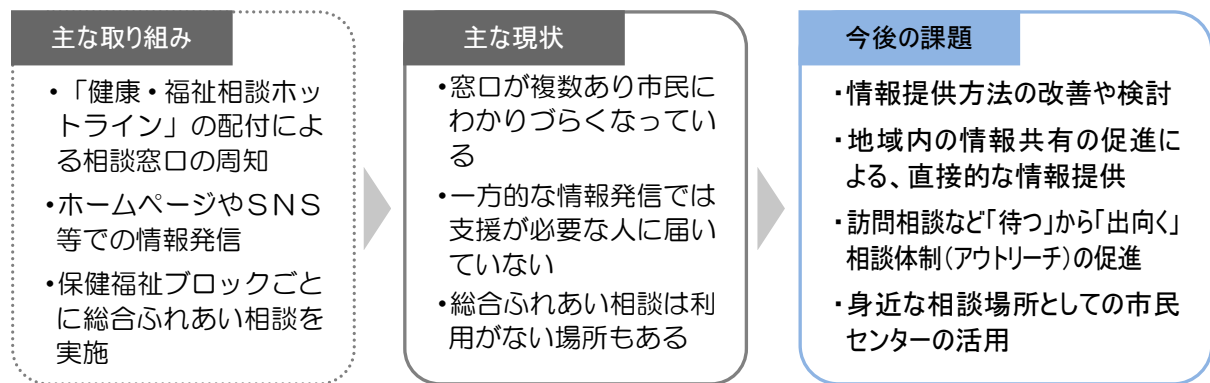 主な取り組み
・「健康・福祉相談ホッ
トライン」の配付によ
る相談窓口の周知
・ホームページやＳＮＳ
等での情報発信
・保健福祉ブロックごと
に総合ふれあい相談を
実施
主な現状
・窓口が複数あり市民に
わかりづらくなってい
る
・一方的な情報発信では
支援が必要な人に届い
ていない
・総合ふれあい相談は利
用がない場所もある
今後の課題
・情報提供方法の改善や検討
・地域内の情報共有の促進に
よる、直接的な情報提供
・訪問相談など「待つ」から「出向く」
相談体制（アウトリーチ）の促進
・身近な相談場所としての市民
センターの活用